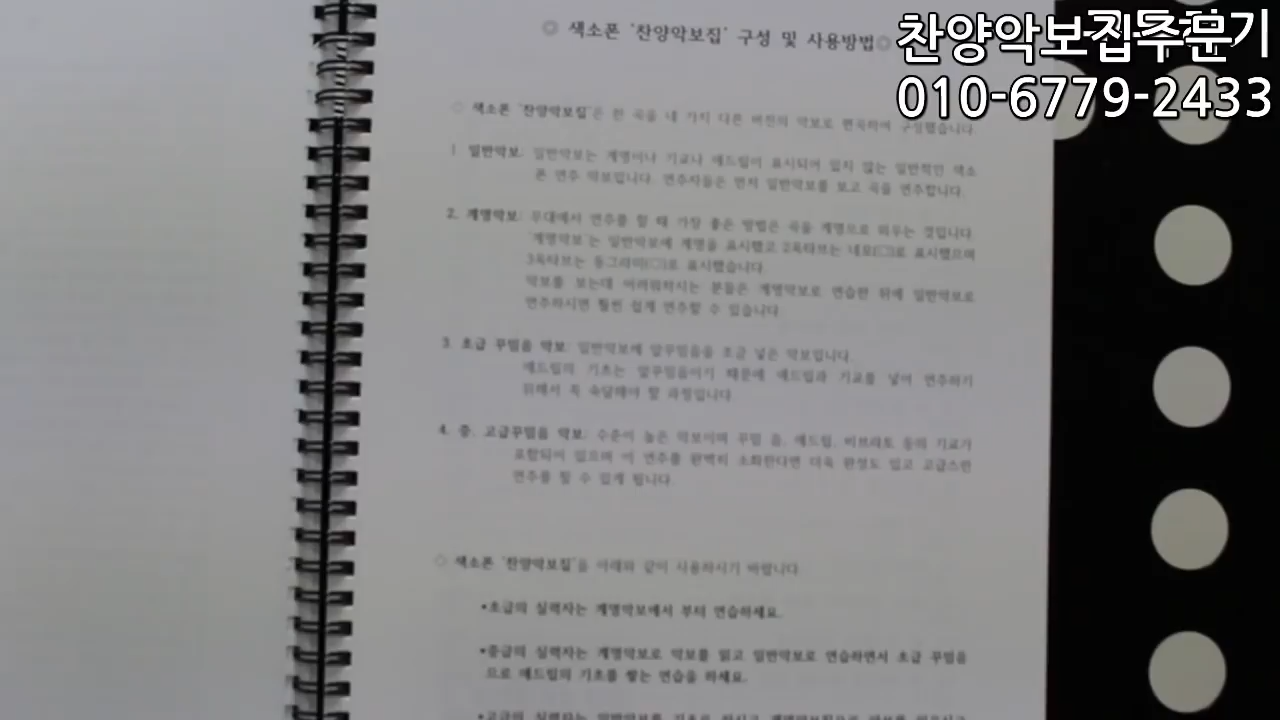 ◎ 색소폰 '찬양악보집' 구성 및 사용방법◎
찬양악보집주문
010-6779-2433
◇ 색소폰 '찬양악보집'은 한 곡을 네 가지 다른 버전의 악보로 편곡하여 구성했습니다.
1. 일반악보: 일반악보는 계명이나 기교나 애드립이 표시되어 있지 않는 일반적인 색소
폰 연주 악보입니다. 연주자들은 먼저 일반악보를 보고 곡을 연주합니다.
2. 계명악보: 무대에서 연주를 할 때 가장 좋은 방법은 곡을 계명으로 외우는 것입니다.
'계명악보'는 일반악보에 계명을 표시했고 2옥타브는 네모(□)로 표시했으며
3옥타브는 동그라미(○)로 표시했습니다.
악보를 보는데 어려워하시는 분들은 계명악보로 연습한 뒤에 일반악보로
연주하시면 훨씬 쉽게 연주할 수 있습니다.
3. 초급 꾸밈음 악보: 일반악보에 앞꾸밈음을 조금 넣은 악보입니다.
애드립의 기초는 앞꾸밈음이기 때문에 애드립과 기교를 넣어 연주하기
위해서 꼭 숙달해야 할 과정입니다.
4. 중. 고급꾸밈음 악보: 수준이 높은 악보이며 꾸밈 음, 애드립, 비브라토 등의 기교가
포함되어 있으며 이 연주를 완벽히 소화한다면 더욱 완성도 있고 고급스런
연주를 할 수 있게 됩니다.
◇ 색소폰 '찬양악보집'을 아래와 같이 사용하시기 바랍니다.
•초급의 실력자는 계명악보에서 부터 연습하세요.
•중급의 실력자는 계명악보로 악보를 읽고 일반악보로 연습하면서 초급 꾸밈음
으로 애드립의 기초를 쌓는 연습을 하세요.
•고급의 실력자는 일반악보를